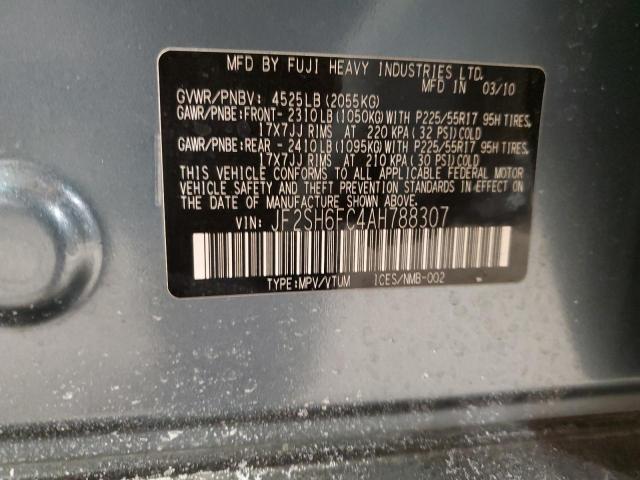 MFD BY FUJI HEAVY INDUSTRIES LTD.
MFD IN 03/10
GVWR/PNBV: 4525LB(2055KG)
GAWR/PNBE:FRONT-2310LB(1050KG)WITH P225/55R17 95H TIRES,
17X7JJ RIMS AT 220 KPA(32 PSI)COLD
GAWR/PNBE:REAR -2410LB(1095KG)WITH P225/55R17 95H TIRES,
17X7JJ RIMS AT 210 KPA(30 PSI)COLD
THIS VEHICLE CONFORMS TO ALL APPLICABLE FEDERAL MOTOR
VEHICLE SAFETY AND THEFT PREVENTION STANDARDS IN EFFECT ON
THE DATE OF MANUFACTURE SHOWN ABOVE.
VIN: JF2SH6FC4AH788307
TYPE:MPV/VTUM ICES/NMB-002